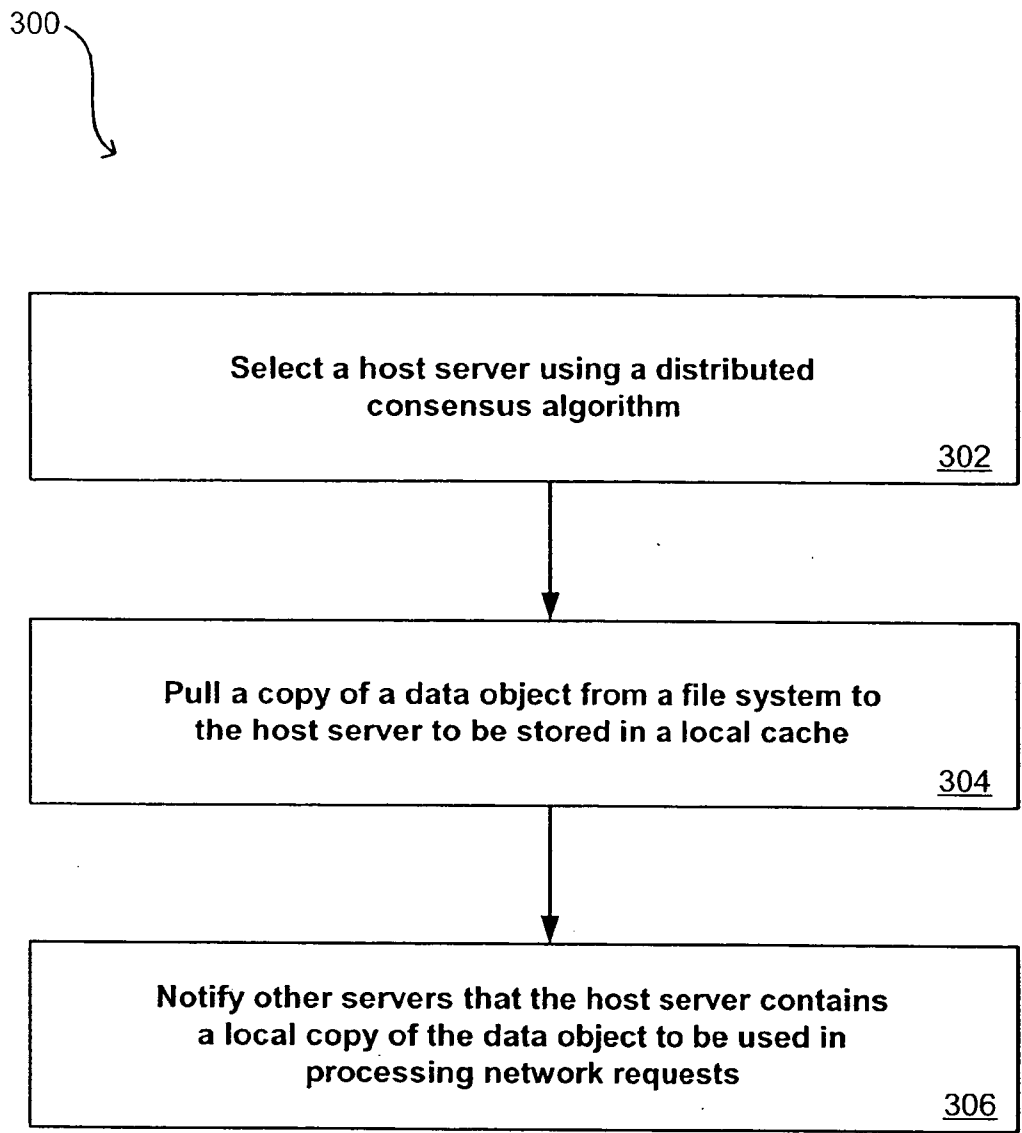 300
Select a host server using a distributed
consensus algorithm
302
Pull a copy of a data object from a file system to
the host server to be stored in a local cache
304
Notify other servers that the host server contains
a local copy of the data object to be used in
processing network requests
306